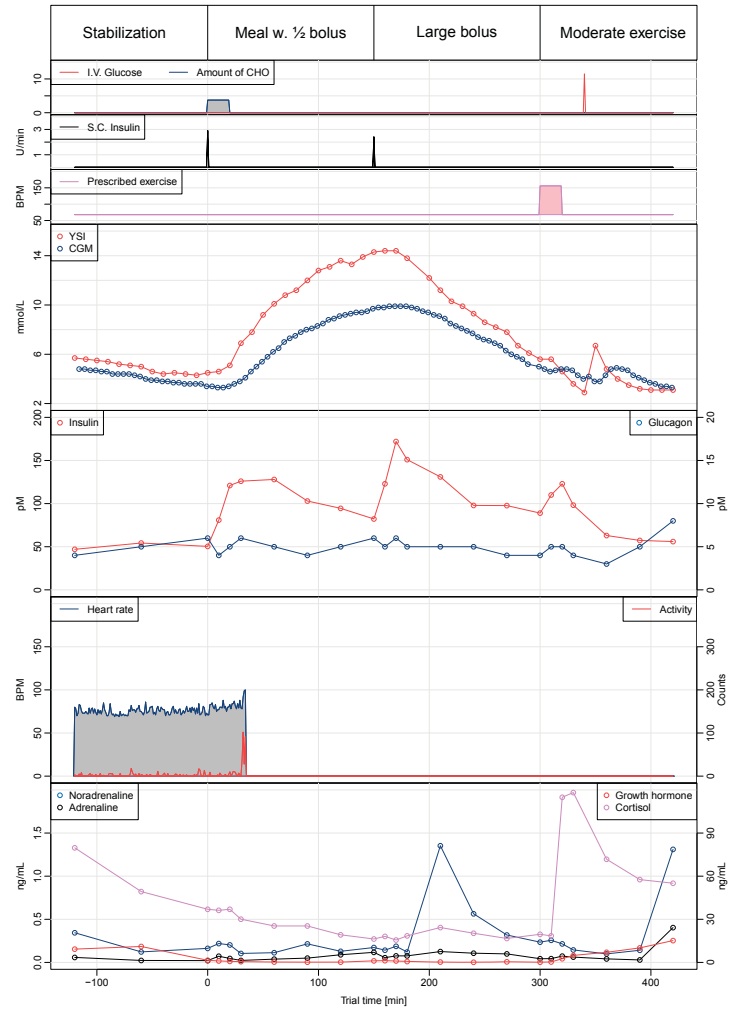 Stabilization Meal w. ½ bolus Large bolus Moderate exercise
I.V. Glucose Amount of CHO
10
0
S.C. Insulin
3
1
U/min
Prescribed exercise
150
50
BPM
YSI
CGM
14
10
6
2
mmol/L
Insulin Glucagon
200 20
150 15
100 10
50 5
0 0
pM pM
Heart rate Activity
150 300
100 200
50 100
0 0
BPM Counts
Noradrenaline Growth hormone
Adrenaline Cortisol
1.5 90
1.0 60
0.5 30
0.0 0
ng/mL ng/mL
−100 0 100 200 300 400
Trial time [min]